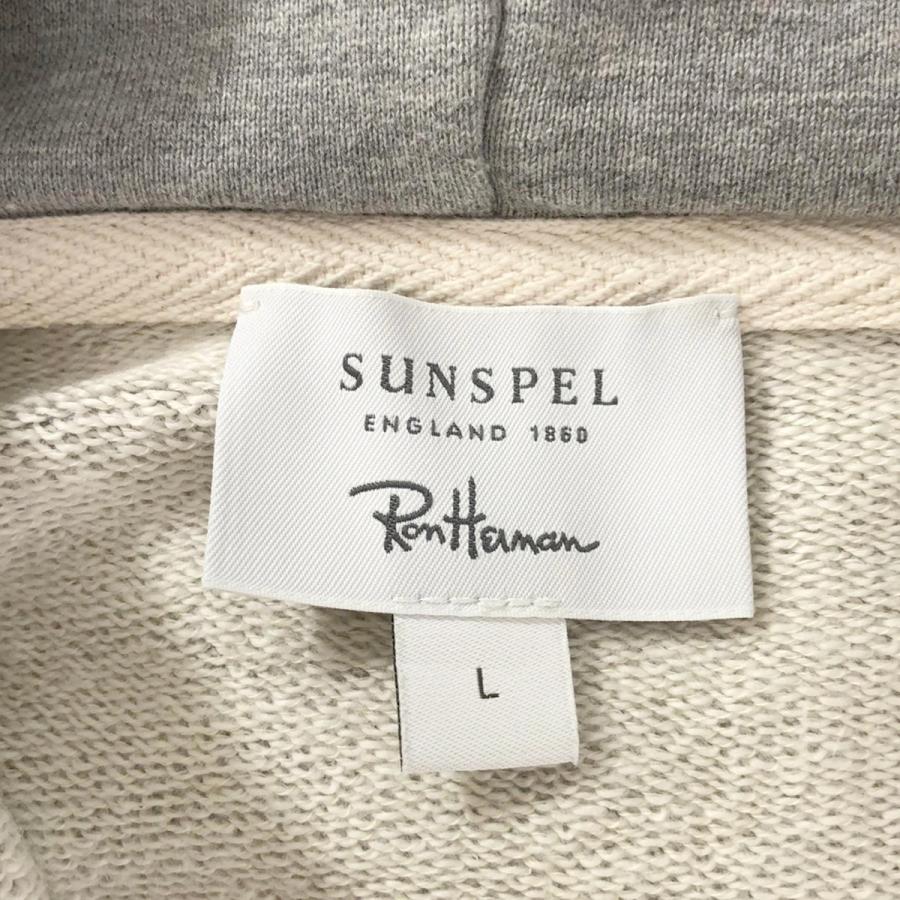 SUNSPEL
ENGLAND 1860
Ron Herman
L